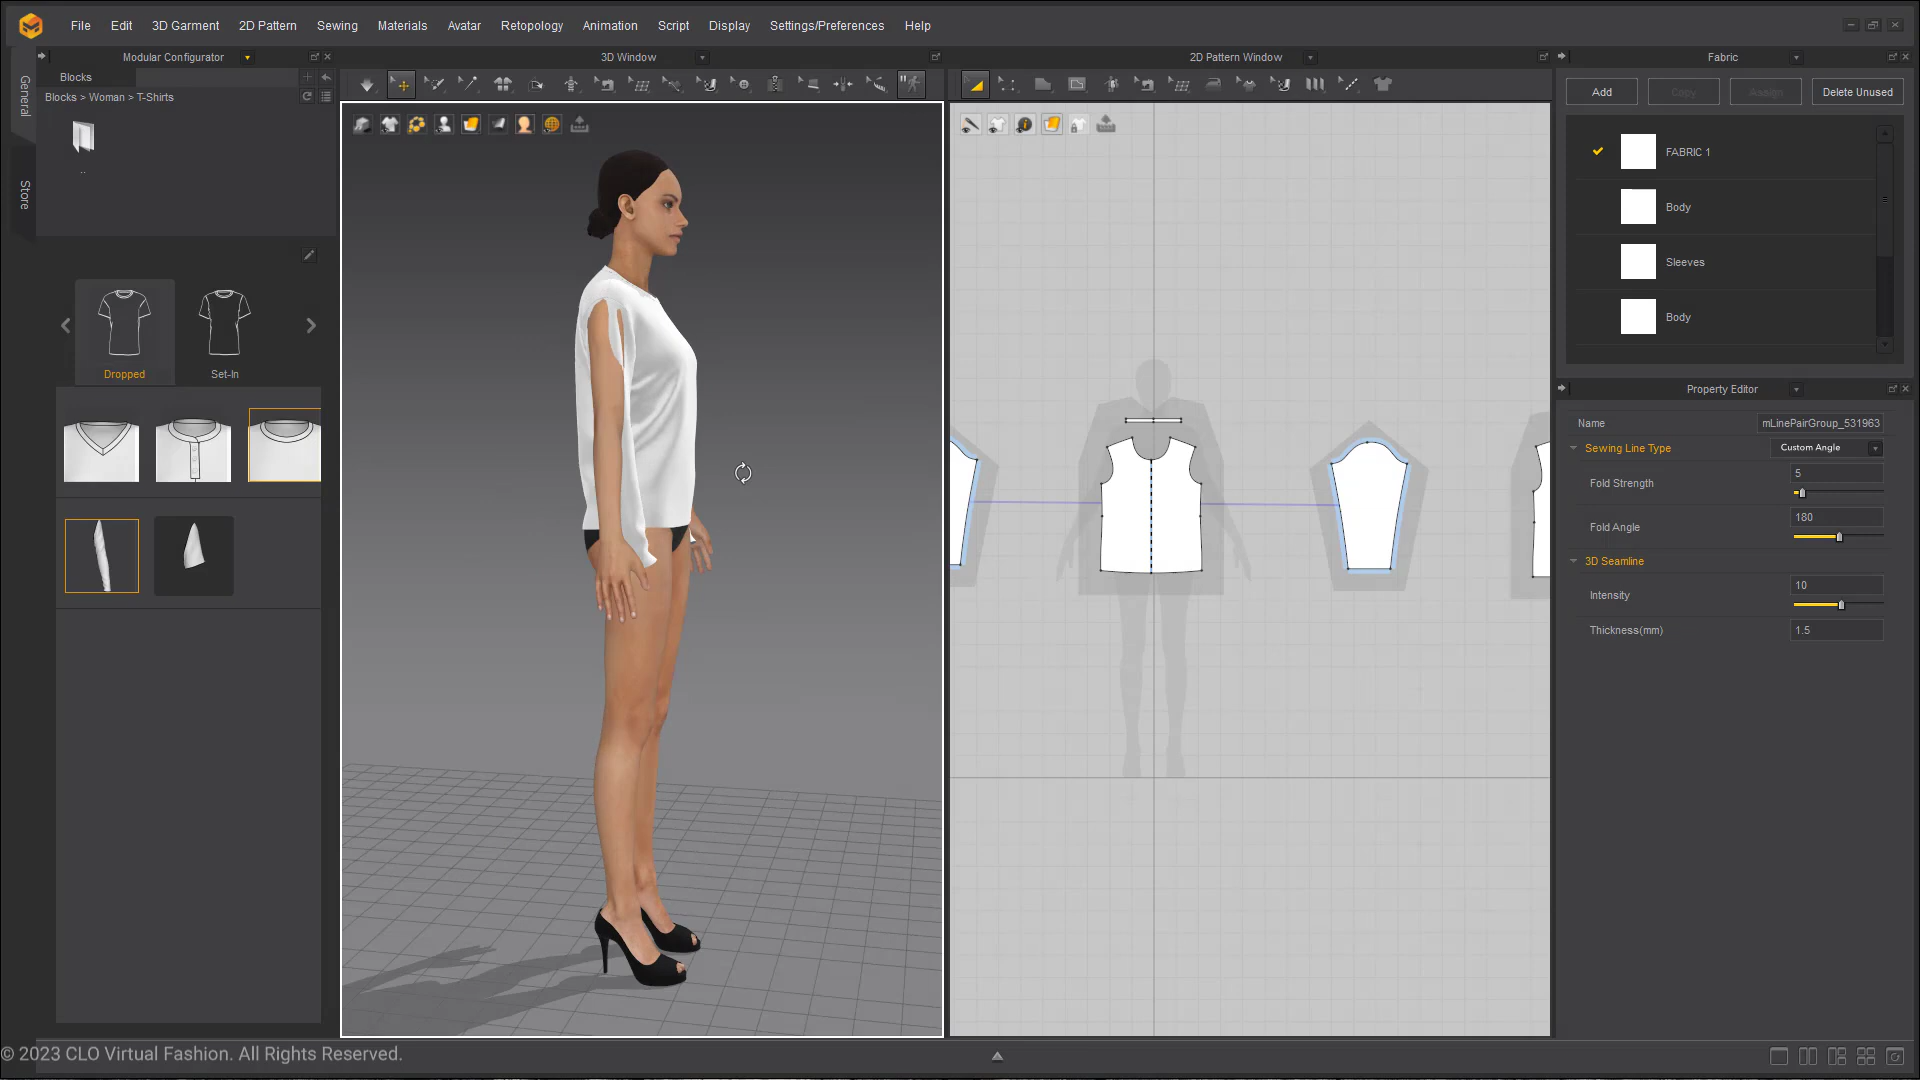 File Edit 3D Garment 2D Pattern Sewing Materials Avatar Retopology Animation Script Display Settings/Preferences Help
Modular Configurator
3D Window
2D Pattern Window
Fabric
General
Store
Blocks
Blocks > Woman > T-Shirts
..
Dropped
Set-In
Add
Copy
Assign
Delete Unused
FABRIC 1
Body
Sleeves
Body
Property Editor
Name mLinePairGroup_531963
Sewing Line Type Custom Angle
Fold Strength 5
Fold Angle 180
3D Seamline
Intensity 10
Thickness(mm) 1.5
© 2023 CLO Virtual Fashion. All Rights Reserved.